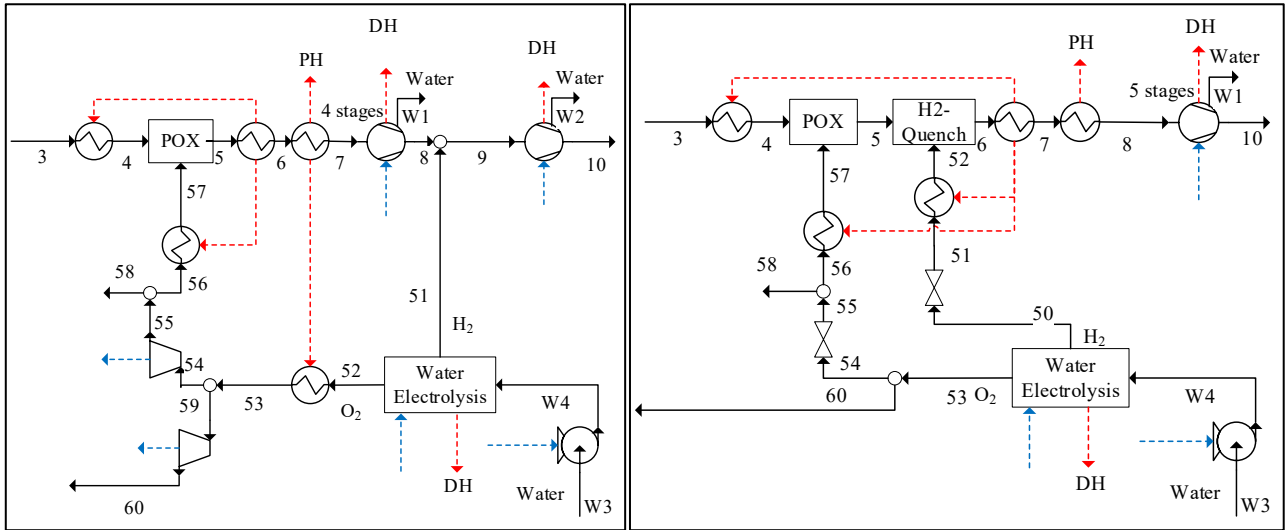 DH
PH
DH
Water
Water
4 stages
W1
W2
POX
3
4
5
6
7
8
9
10
57
58
56
51
55
H2
54
52
Water
Electrolysis
59
53
O2
W4
60
DH
Water
W3
DH
PH
Water
5 stages
W1
POX
H2-
Quench
3
4
5
6
7
8
10
52
57
58
56
51
55
50
H2
54
Water
Electrolysis
60
53
O2
W4
DH
Water
W3